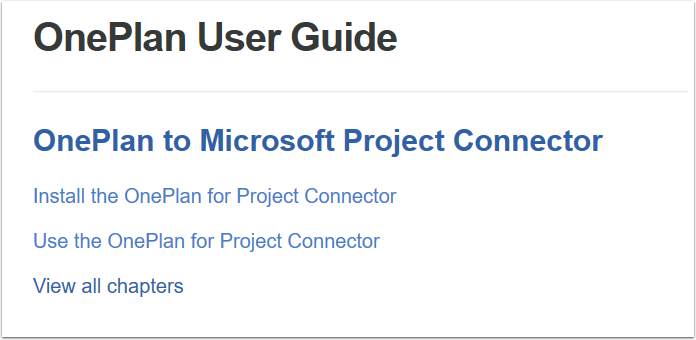 OnePlan User Guide
OnePlan to Microsoft Project Connector
Install the OnePlan for Project Connector
Use the OnePlan for Project Connector
View all chapters